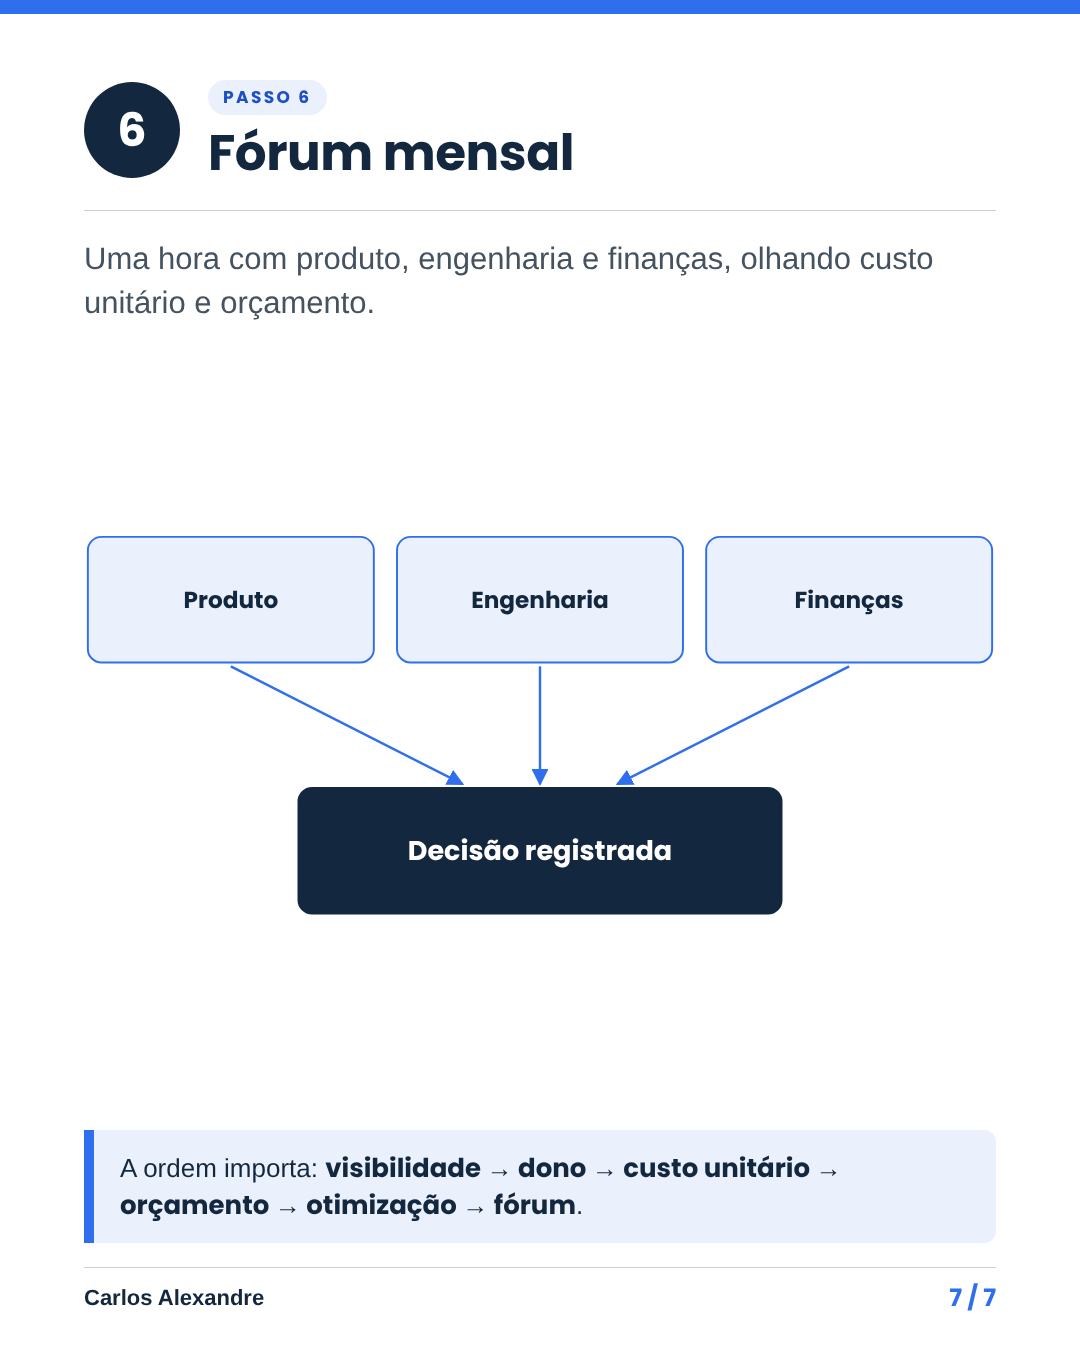 6
PASSO 6
Fórum mensal
Uma hora com produto, engenharia e finanças, olhando custo
unitário e orçamento.
Produto
Engenharia
Finanças
Decisão registrada
A ordem importa: visibilidade → dono → custo unitário →
orçamento → otimização → fórum.
Carlos Alexandre
7 / 7